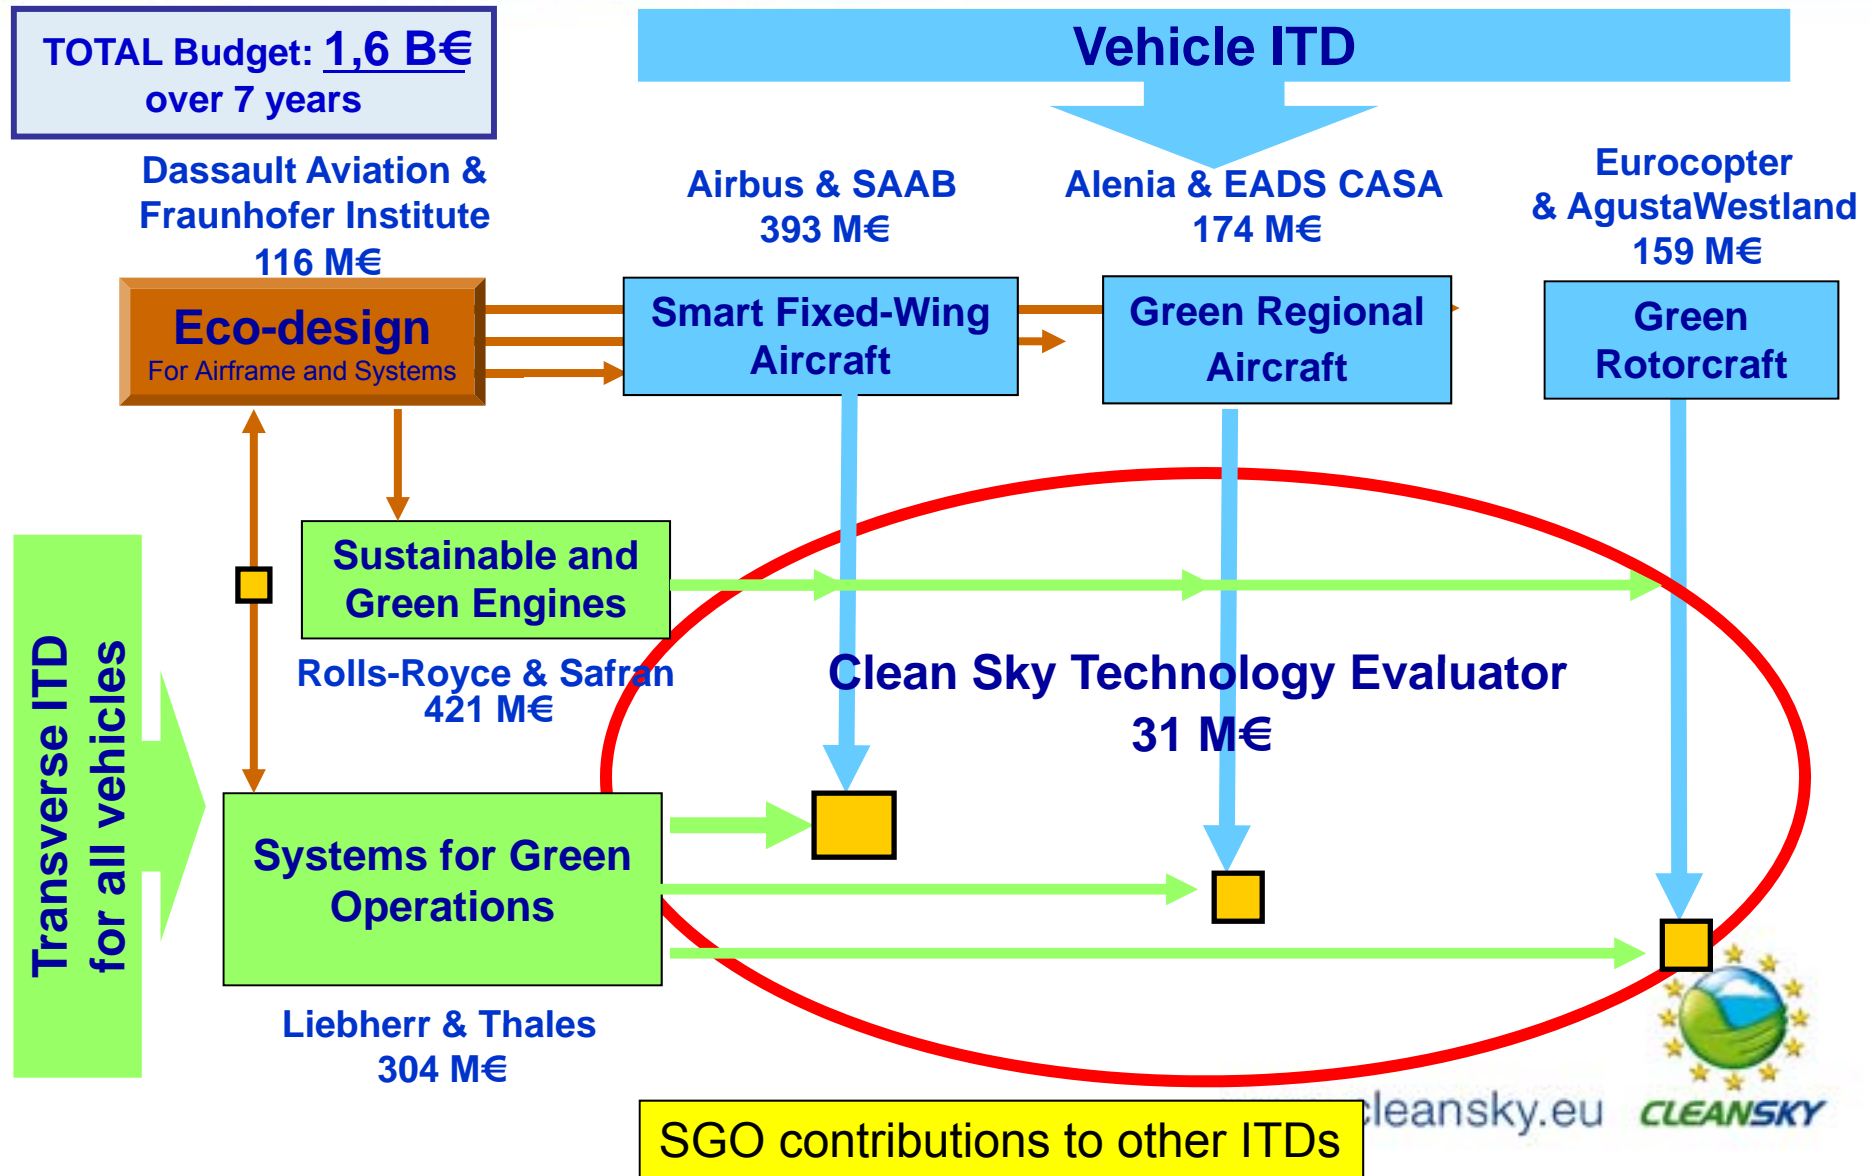 TOTAL Budget: 1,6 B€
over 7 years
Vehicle ITD
Dassault Aviation &
Fraunhofer Institute
116 M€
Airbus & SAAB
393 M€
Alenia & EADS CASA
174 M€
Eurocopter
& AgustaWestland
159 M€
Eco-design
For Airframe and Systems
Smart Fixed-Wing
Aircraft
Green Regional
Aircraft
Green
Rotorcraft
Sustainable and
Green Engines
Rolls-Royce & Safran
421 M€
Clean Sky Technology Evaluator
31 M€
Transverse ITD
for all vehicles
Systems for Green
Operations
Liebherr & Thales
304 M€
cleansky.eu
CLEANSKY
SGO contributions to other ITDs